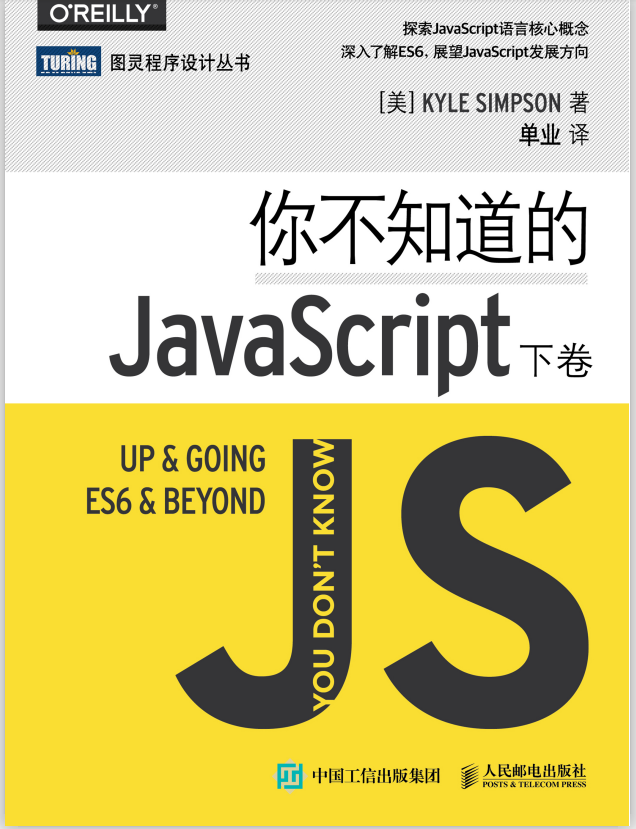 O'REILLY®
TURING 图灵程序设计丛书
探索JavaScript语言核心概念
深入了解ES6，展望JavaScript发展方向
[美] KYLE SIMPSON 著
单业 译
你不知道的
JavaScript 下卷
UP & GOING
ES6 & BEYOND
YOU DON'T KNOW
JS
中国工信出版集团
人民邮电出版社
POSTS & TELECOM PRESS